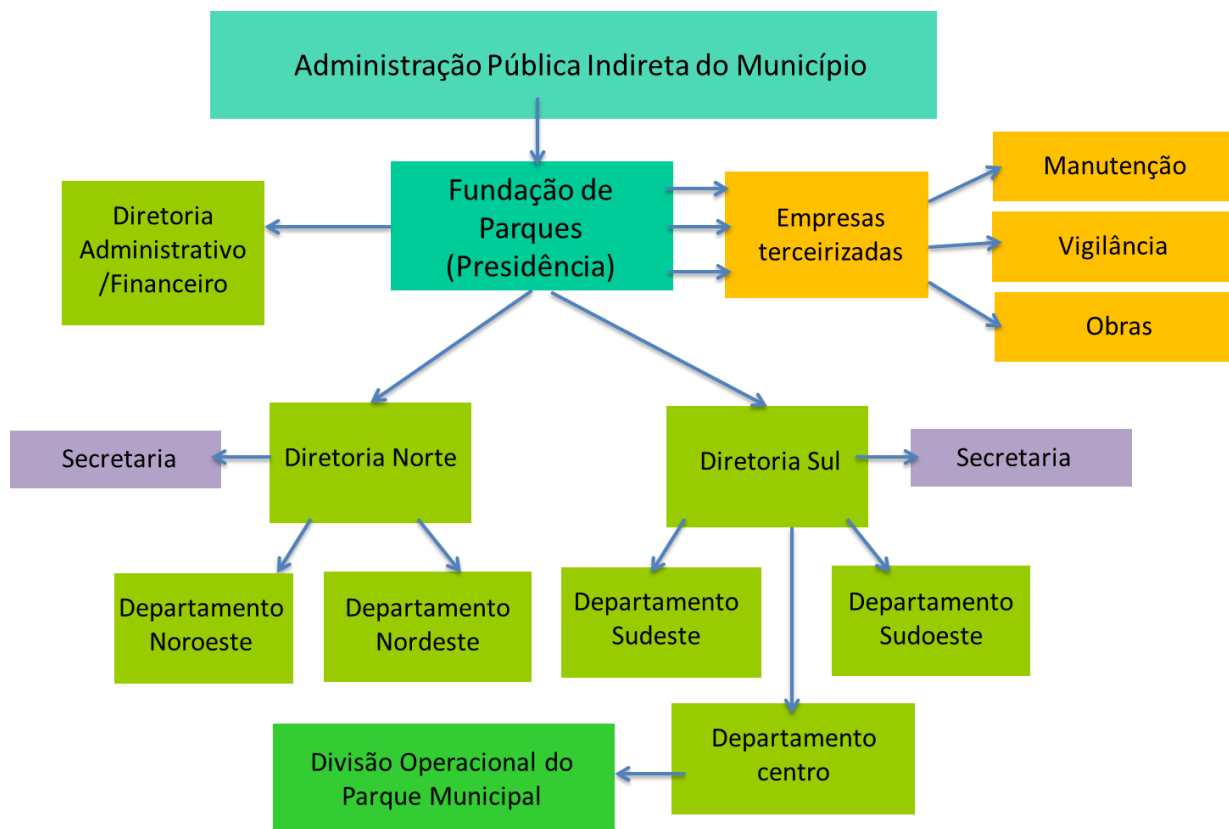 Administração Pública Indireta do Município
Diretoria
Administrativo
/Financeiro
Fundação de
Parques
(Presidência)
Empresas
terceirizadas
Manutenção
Vigilância
Obras
Secretaria
Diretoria Norte
Diretoria Sul
Secretaria
Departamento
Noroeste
Departamento
Nordeste
Departamento
Sudeste
Departamento
Sudoeste
Divisão Operacional do
Parque Municipal
Departamento
centro